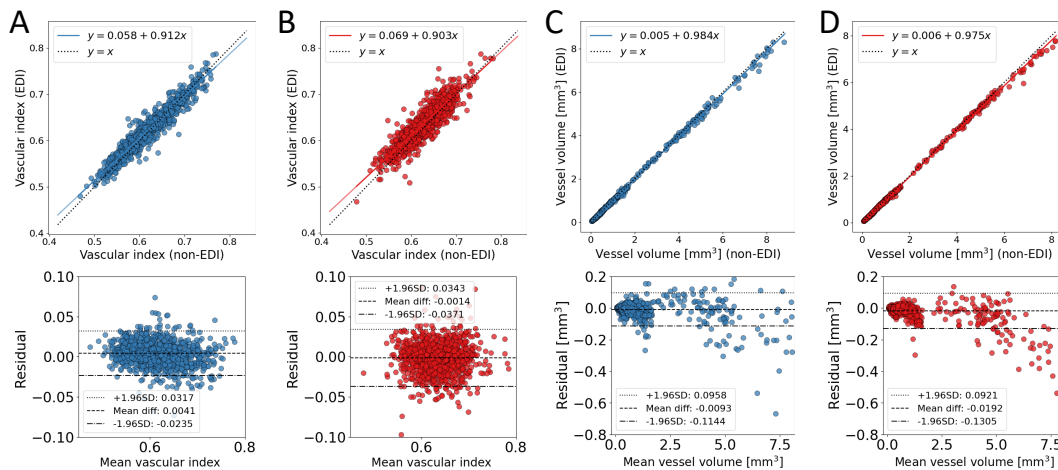 A
B
C
D
y = 0.058 + 0.912x
y = x
0.8
0.7
0.6
0.5
0.4
Vascular index (EDI)
0.4 0.5 0.6 0.7 0.8
Vascular index (non-EDI)
y = 0.069 + 0.903x
y = x
0.8
0.7
0.6
0.5
0.4
Vascular index (EDI)
0.4 0.5 0.6 0.7 0.8
Vascular index (non-EDI)
y = 0.005 + 0.984x
y = x
8
6
4
2
0
Vessel volume [mm³] (EDI)
0 2 4 6 8
Vessel volume [mm³] (non-EDI)
y = 0.006 + 0.975x
y = x
8
6
4
2
0
Vessel volume [mm³] (EDI)
0 2 4 6 8
Vessel volume [mm³] (non-EDI)
0.10
0.05
0.00
−0.05
−0.10
Residual
+1.96SD: 0.0317
Mean diff: 0.0041
-1.96SD: -0.0235
0.6 0.8
Mean vascular index
0.10
0.05
0.00
−0.05
−0.10
Residual
+1.96SD: 0.0343
Mean diff: -0.0014
-1.96SD: -0.0371
0.6 0.8
Mean vascular index
0.2
0.0
−0.2
−0.4
−0.6
−0.8
Residual [mm³]
+1.96SD: 0.0958
Mean diff: -0.0093
-1.96SD: -0.1144
0.0 2.5 5.0 7.5
Mean vessel volume [mm³]
0.2
0.0
−0.2
−0.4
−0.6
−0.8
Residual [mm³]
+1.96SD: 0.0921
Mean diff: -0.0192
-1.96SD: -0.1305
0.0 2.5 5.0 7.5
Mean vessel volume [mm³]